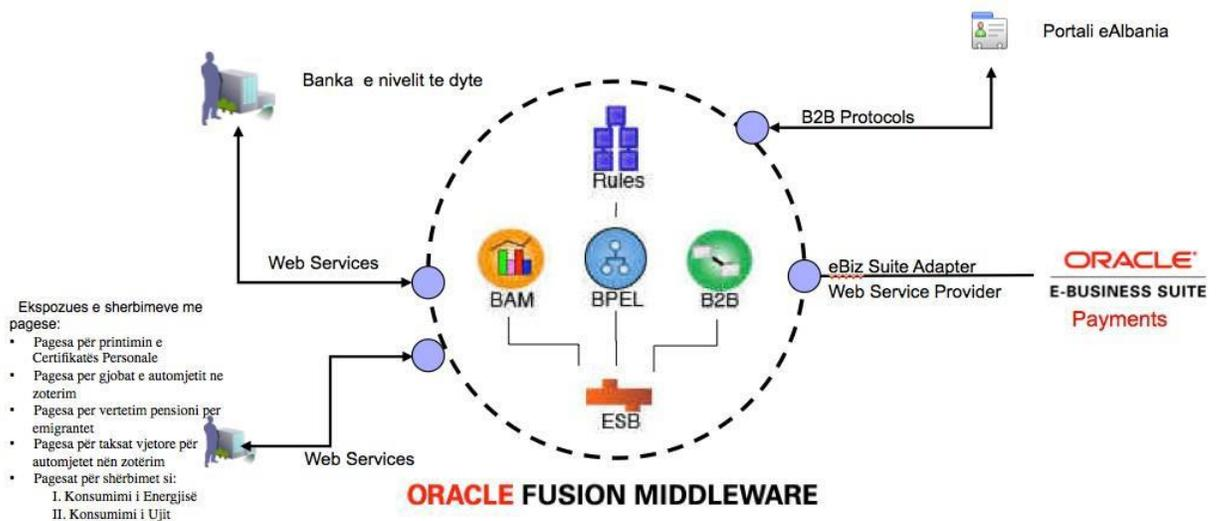 Portali eAlbania
Banka e nivelit te dyte
B2B Protocols
Rules
Web Services
BAM
BPEL
B2B
eBiz Suite Adapter
Web Service Provider
ORACLE
E-BUSINESS SUITE
Payments
Ekspozues e sherbimeve me
pagese:
• Pagesa për printimin e
Certifikatës Personale
• Pagesa per gjobat e automjetit ne
zoterim
• Pagesa per vertetim pensioni per
emigrantet
• Pagesa për taksat vjetore për
automjetet nën zotërim
• Pagesat për shërbimet si:
I. Konsumimi i Energjisë
II. Konsumimi i Ujit
ESB
Web Services
ORACLE FUSION MIDDLEWARE